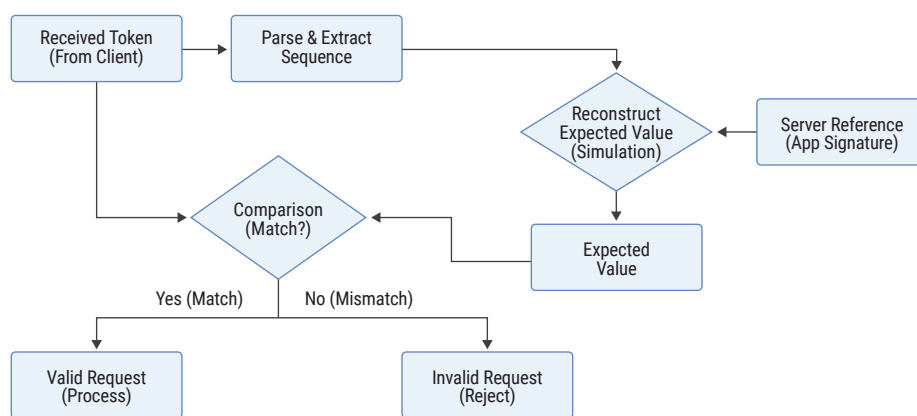 Received Token
(From Client)
Parse & Extract
Sequence
Reconstruct
Expected Value
(Simulation)
Server Reference
(App Signature)
Comparison
(Match?)
Expected
Value
Yes (Match)
No (Mismatch)
Valid Request
(Process)
Invalid Request
(Reject)